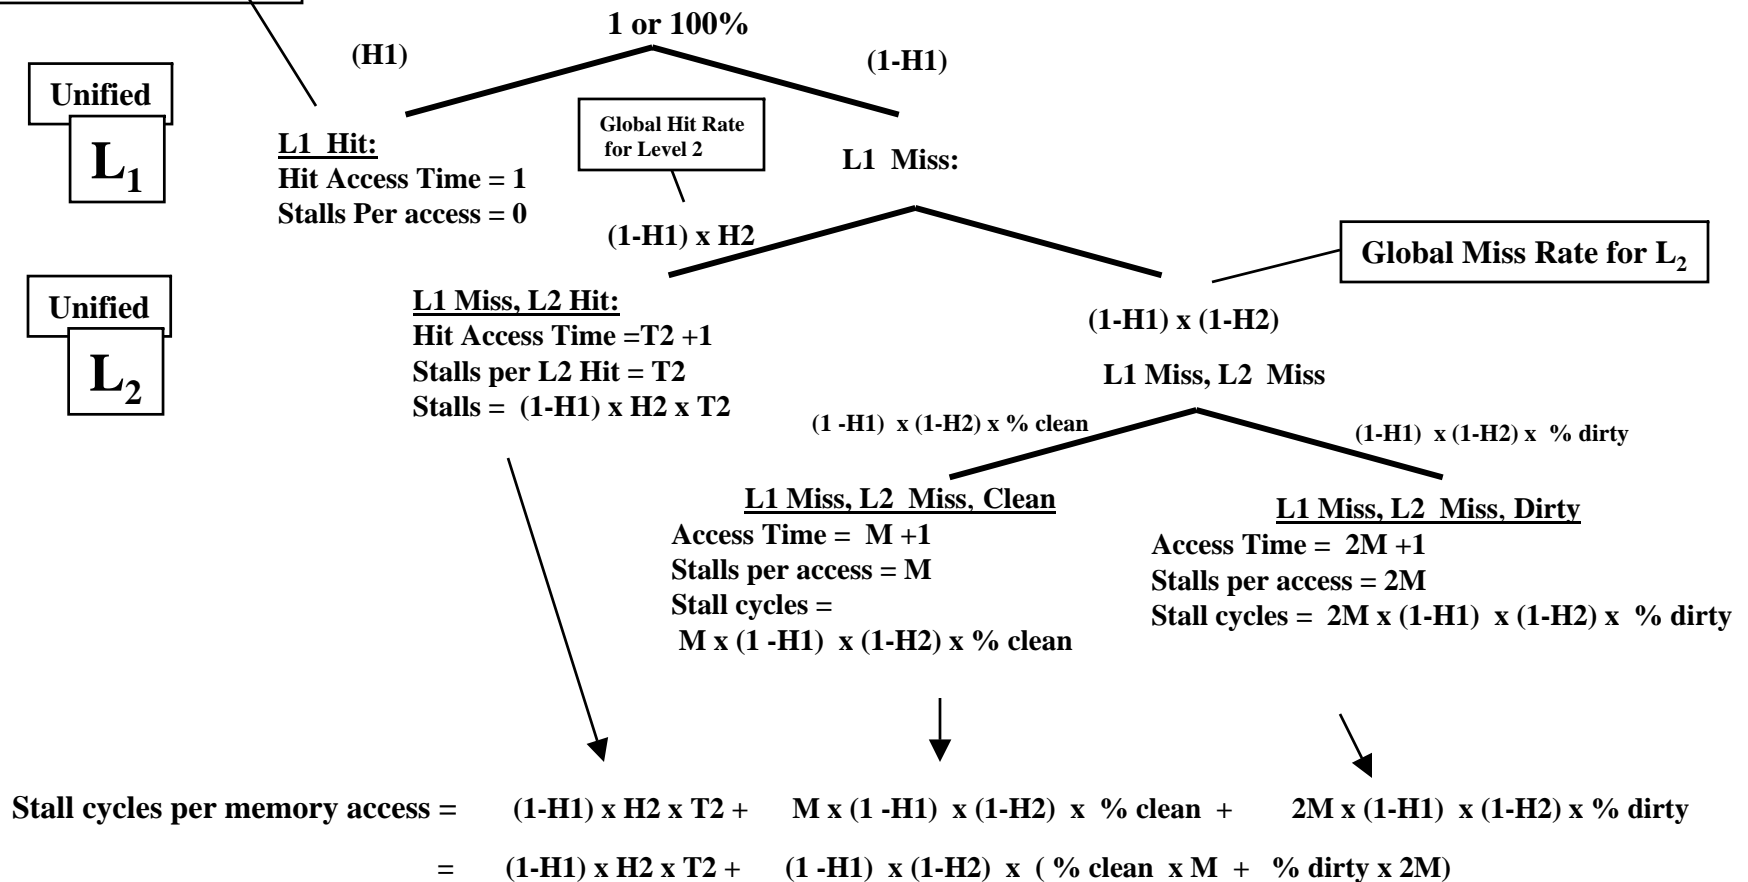 1 or 100%
(H1)
(1-H1)
Unified
L1
Global Hit Rate
for Level 2
L1 Hit:
Hit Access Time = 1
Stalls Per access = 0
L1 Miss:
(1-H1) x H2
Global Miss Rate for L2
Unified
L2
L1 Miss, L2 Hit:
Hit Access Time =T2 +1
Stalls per L2 Hit = T2
Stalls = (1-H1) x H2 x T2
(1-H1) x (1-H2)
L1 Miss, L2 Miss
(1 -H1) x (1-H2) x % clean
(1-H1) x (1-H2) x % dirty
L1 Miss, L2 Miss, Clean
Access Time = M +1
Stalls per access = M
Stall cycles =
M x (1 -H1) x (1-H2) x % clean
L1 Miss, L2 Miss, Dirty
Access Time = 2M +1
Stalls per access = 2M
Stall cycles = 2M x (1-H1) x (1-H2) x % dirty
Stall cycles per memory access = (1-H1) x H2 x T2 + M x (1 -H1) x (1-H2) x % clean + 2M x (1-H1) x (1-H2) x % dirty
= (1-H1) x H2 x T2 + (1 -H1) x (1-H2) x ( % clean x M + % dirty x 2M)